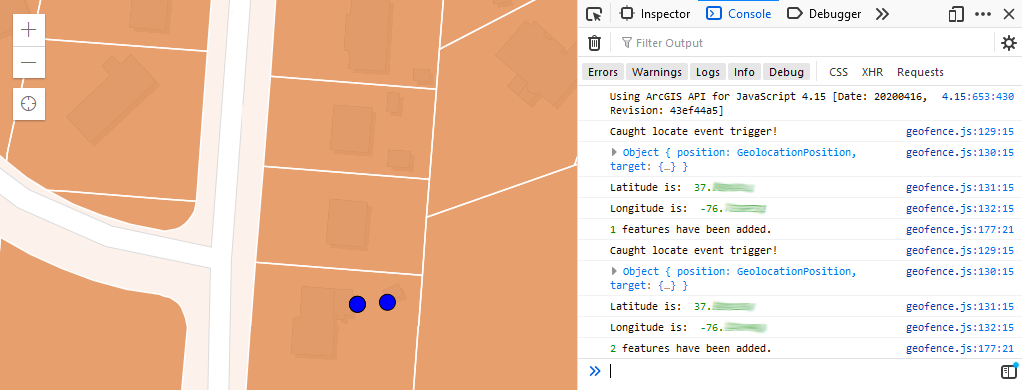 Inspector Console Debugger
Filter Output
Errors Warnings Logs Info Debug CSS XHR Requests
Using ArcGIS API for JavaScript 4.15 [Date: 20200416, 4.15:653:430
Revision: 43ef44a5]
Caught locate event trigger! geofence.js:129:15
Object { position: GeolocationPosition, geofence.js:130:15
target: {…} }
Latitude is: 37. geofence.js:131:15
Longitude is: -76. geofence.js:132:15
1 features have been added. geofence.js:177:21
Caught locate event trigger! geofence.js:129:15
Object { position: GeolocationPosition, geofence.js:130:15
target: {…} }
Latitude is: 37. geofence.js:131:15
Longitude is: -76. geofence.js:132:15
2 features have been added. geofence.js:177:21